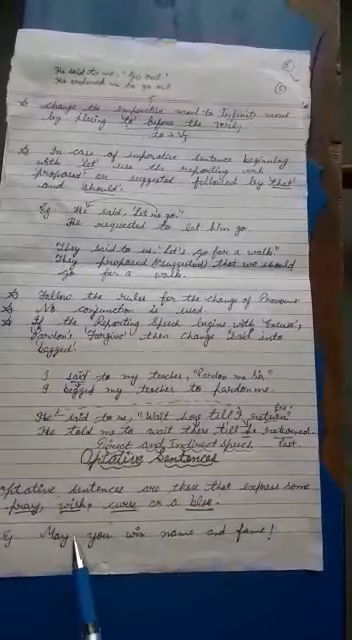 He said to me, "Go out"
He ordered me to go out
5
☆ Change the imperative mood to Infinite mood
by placing 'to' before the verb,
to + V₁
☆ In case of imperative sentence beginning
with 'Let' use the reporting verb
'proposed' or suggested followed by 'that'
and should'.
Eg. He said, "Let me go."
He requested to let him go.
They said to us, "Let's go for a walk."
They proposed (suggested) that we should
go for a walk.
☆ Follow the rules for the change of Pronouns
☆ No conjunction is used.
☆ If the Reporting Speech begins with 'Excuse',
'Pardon', 'Forgive' then change 'said' into
begged.
I said to my teacher, "Pardon me Sir."
I begged my teacher to pardon me.
He said to me, "Wait here till I return"
He told me to wait there till he returned.
Direct and Indirect speech Past
Optative Sentences
Optative sentences are those that express some
pray, wish, curse or a bless.
Eg. May you win name and fame!